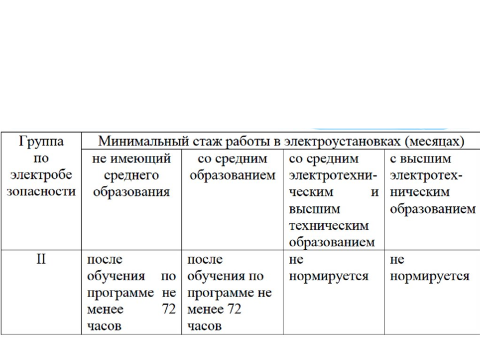 Группа
по
электробе
зопасности
Минимальный стаж работы в электроустановках (месяцах)
не имеющий
среднего
образования
со средним
образованием
со средним
электротехни-
ческим и
высшим
техническим
образованием
с высшим
электротех-
ническим
образованием
II
после
обучения по
программе не
менее 72
часов
после
обучения по
программе не
менее 72
часов
не
нормируется
не
нормируется